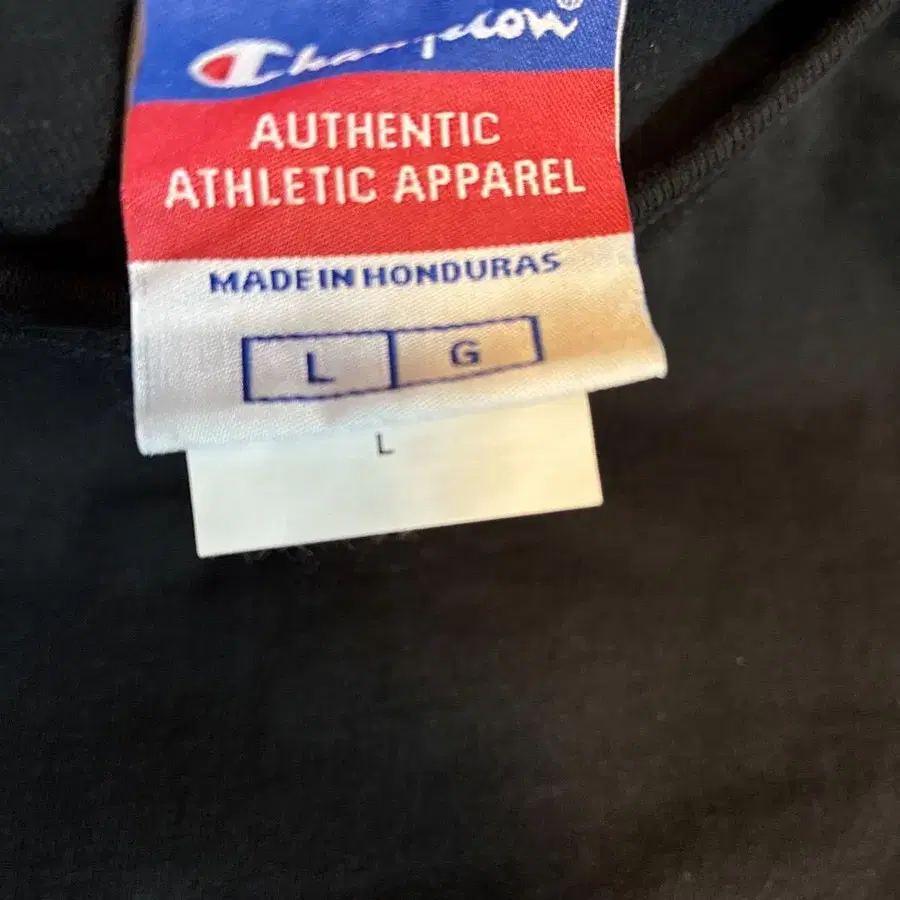 Champion®
AUTHENTIC
ATHLETIC APPAREL
MADE IN HONDURAS
L G
L